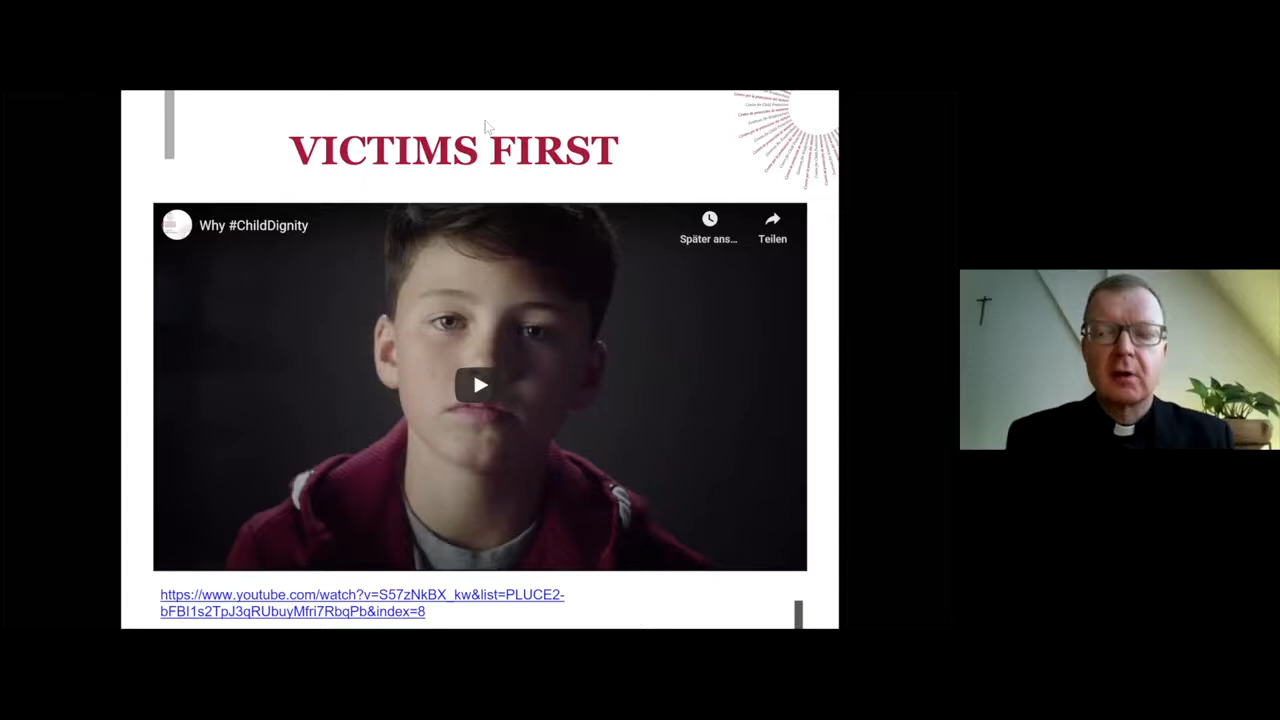 VICTIMS FIRST
Why #ChildDignity
Später ans...
Teilen
https://www.youtube.com/watch?v=S57zNkBX_kw&list=PLUCE2-
bFBI1s2TpJ3qRUbuyMfri7RbqPb&index=8